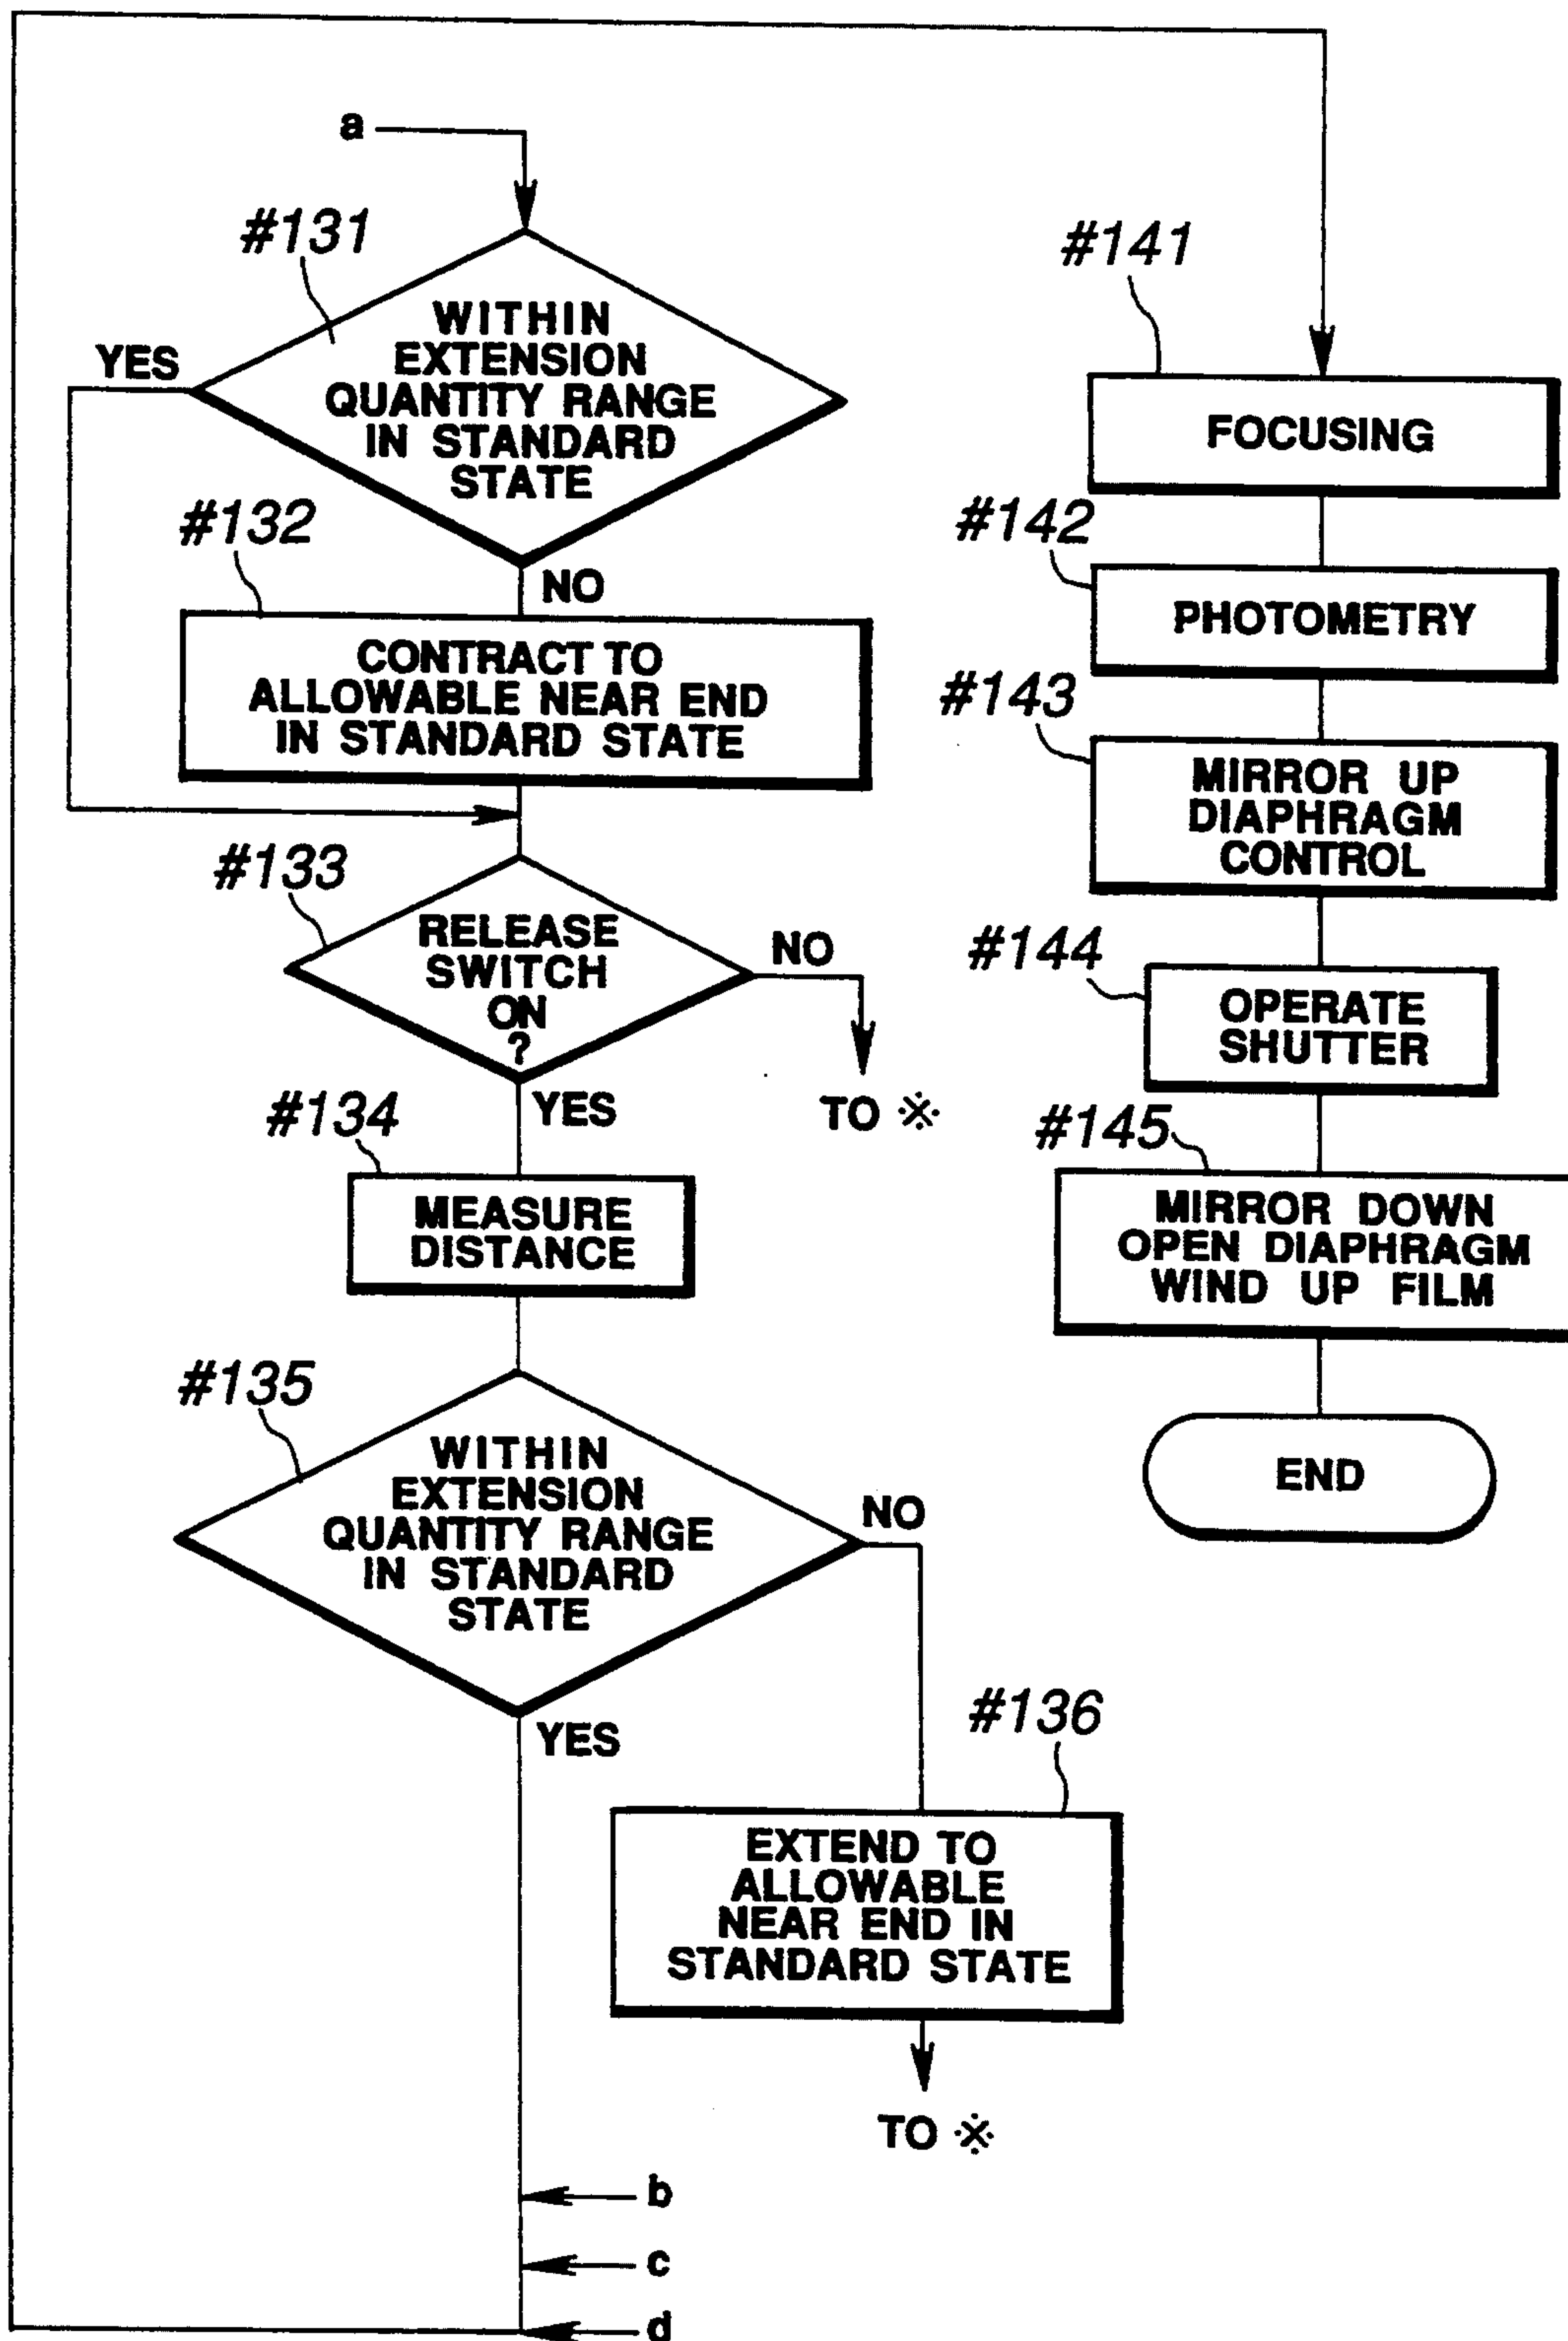 a
#131
WITHIN
EXTENSION
QUANTITY RANGE
IN STANDARD
STATE
YES
NO
#132
CONTRACT TO
ALLOWABLE NEAR END
IN STANDARD STATE
#133
RELEASE
SWITCH
ON
?
NO
TO ※
YES
#134
MEASURE
DISTANCE
#135
WITHIN
EXTENSION
QUANTITY RANGE
IN STANDARD
STATE
NO
YES
#136
EXTEND TO
ALLOWABLE
NEAR END IN
STANDARD STATE
TO ※
b
c
d
#141
FOCUSING
#142
PHOTOMETRY
#143
MIRROR UP
DIAPHRAGM
CONTROL
#144
OPERATE
SHUTTER
#145
MIRROR DOWN
OPEN DIAPHRAGM
WIND UP FILM
END